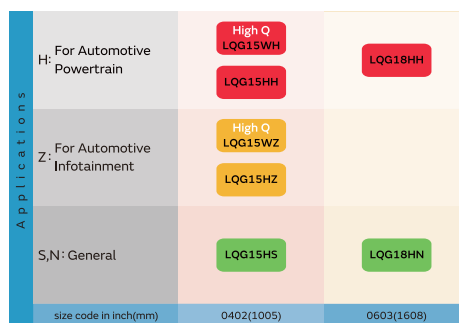 Applications
H: For Automotive
Powertrain
High Q
LQG15WH
LQG15HH
LQG18HH
Z: For Automotive
Infotainment
High Q
LQG15WZ
LQG15HZ
S,N: General
LQG15HS
LQG18HN
size code in inch(mm)
0402(1005)
0603(1608)